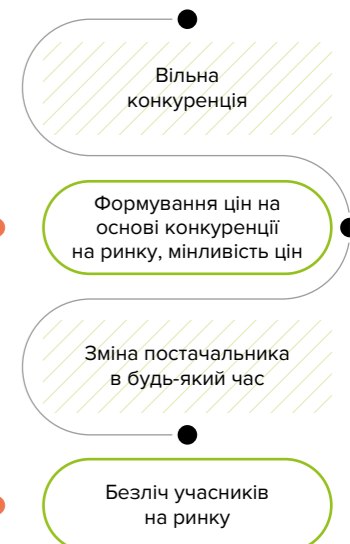 Вільна
конкуренція
Формування цін на
основі конкуренції
на ринку, мінливість цін
Зміна постачальника
в будь-який час
Безліч учасників
на ринку